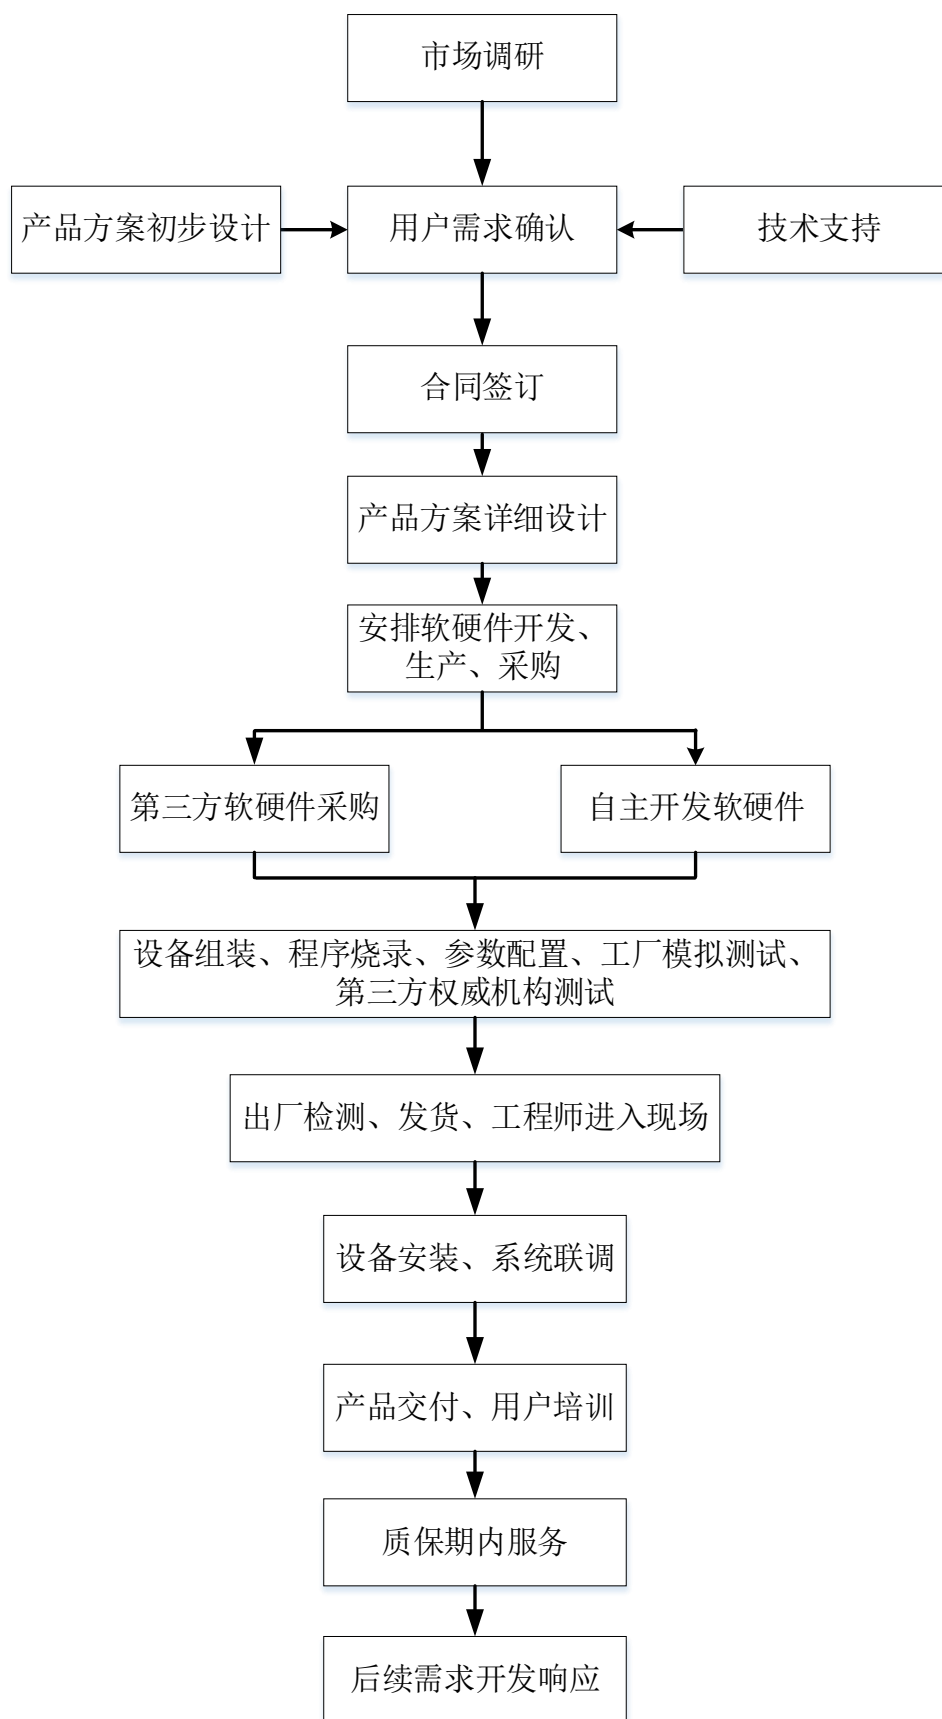 市场调研
产品方案初步设计
用户需求确认
技术支持
合同签订
产品方案详细设计
安排软硬件开发、
生产、采购
第三方软硬件采购
自主开发软硬件
设备组装、程序烧录、参数配置、工厂模拟测试、
第三方权威机构测试
出厂检测、发货、工程师进入现场
设备安装、系统联调
产品交付、用户培训
质保期内服务
后续需求开发响应